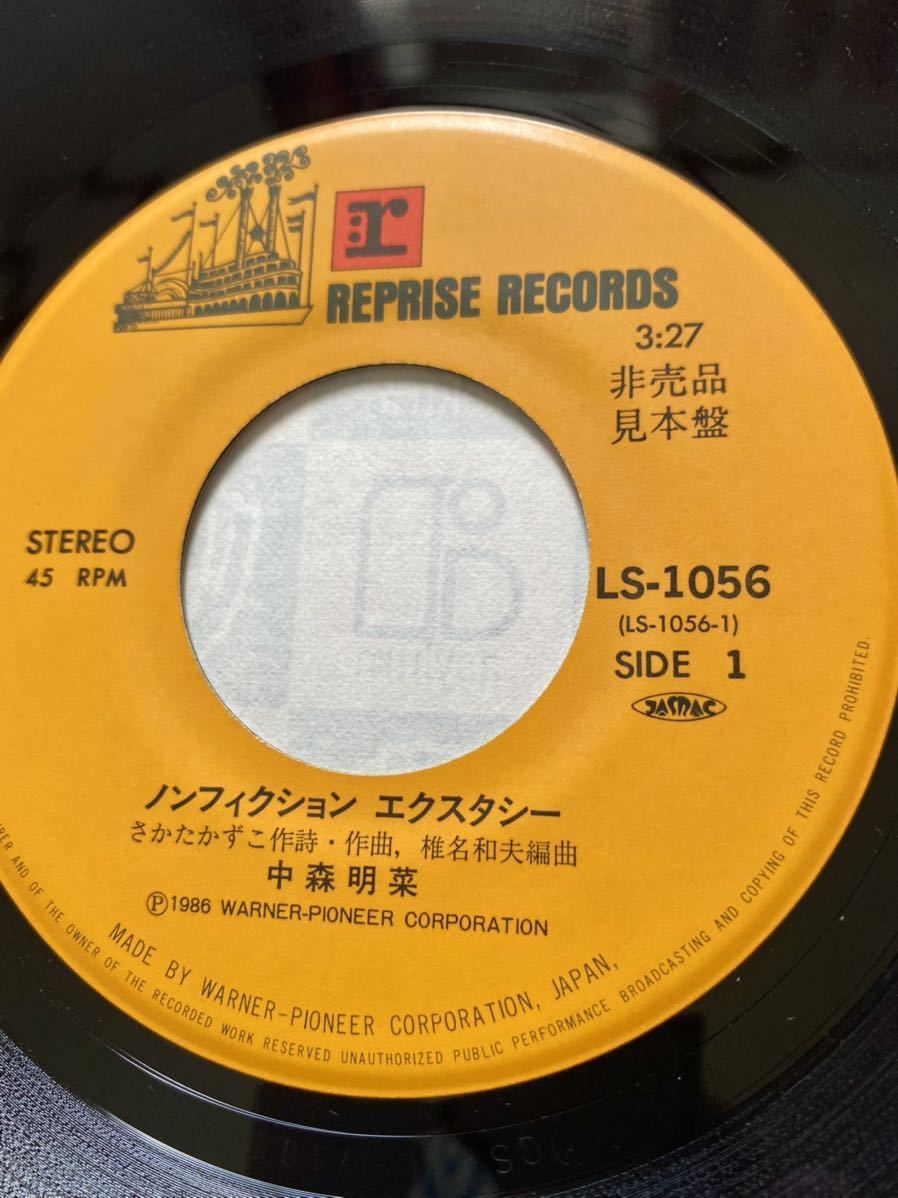 r
REPRISE RECORDS
3:27
非売品
見本盤
STEREO
45 RPM
LS-1056
(LS-1056-1)
SIDE 1
JASRAC
ノンフィクション エクスタシー
さかたかずこ作詩・作曲, 椎名和夫編曲
中森明菜
Ⓟ1986 WARNER-PIONEER CORPORATION
MADE BY WARNER-PIONEER CORPORATION, JAPAN,
AND OF THE OWNER OF THE RECORDED WORK RESERVED UNAUTHORIZED PUBLIC PERFORMANCE BROADCASTING AND COPYING OF THIS RECORD PROHIBITED.